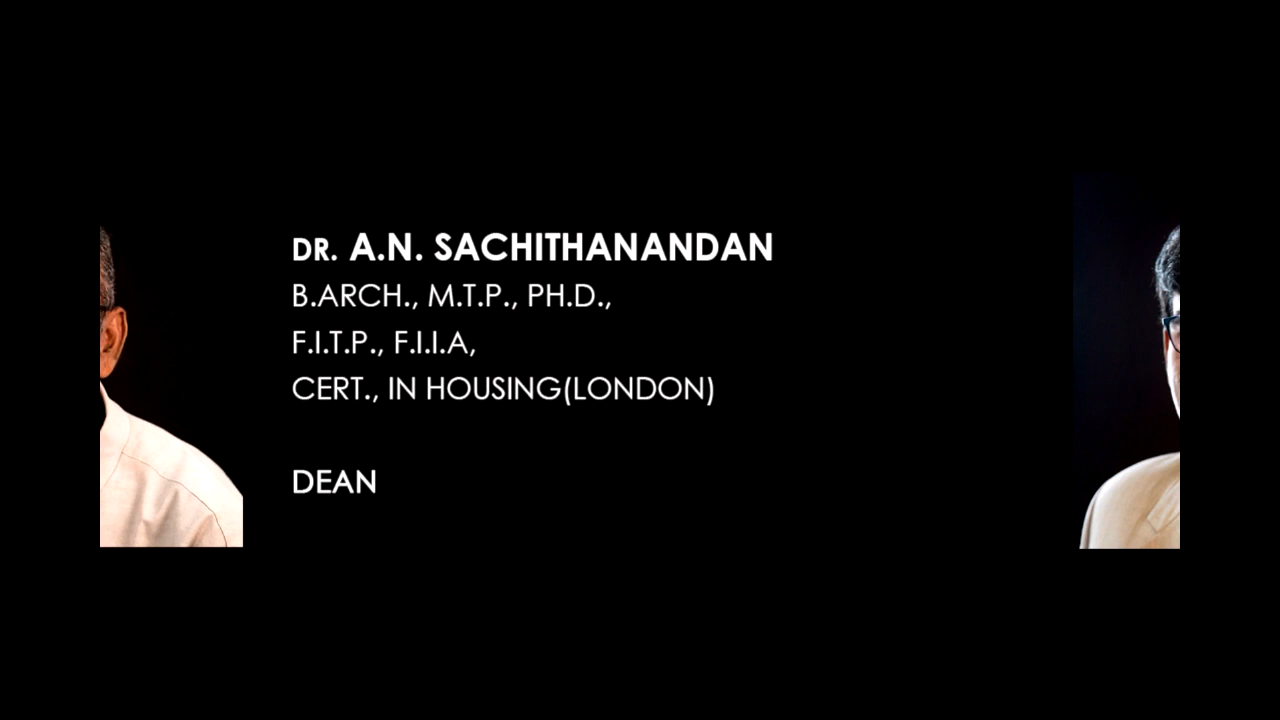 DR. A.N. SACHITHANANDAN
B.ARCH., M.T.P., PH.D.,
F.I.T.P., F.I.I.A,
CERT., IN HOUSING(LONDON)
DEAN